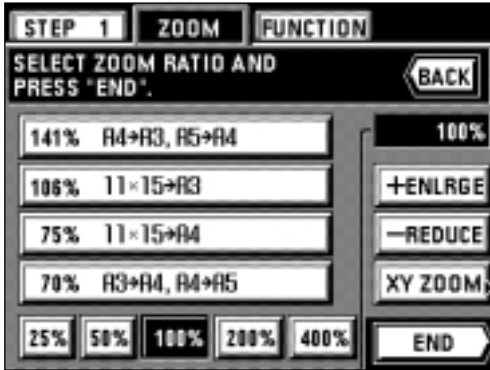 STEP 1 ZOOM FUNCTION
SELECT ZOOM RATIO AND
PRESS "END".
BACK
141% A4→A3, A5→A4
100%
106% 11×15→A3
+ENLRGE
75% 11×15→A4
−REDUCE
70% A3→A4, A4→A5
XY ZOOM
25% 50% 100% 200% 400%
END